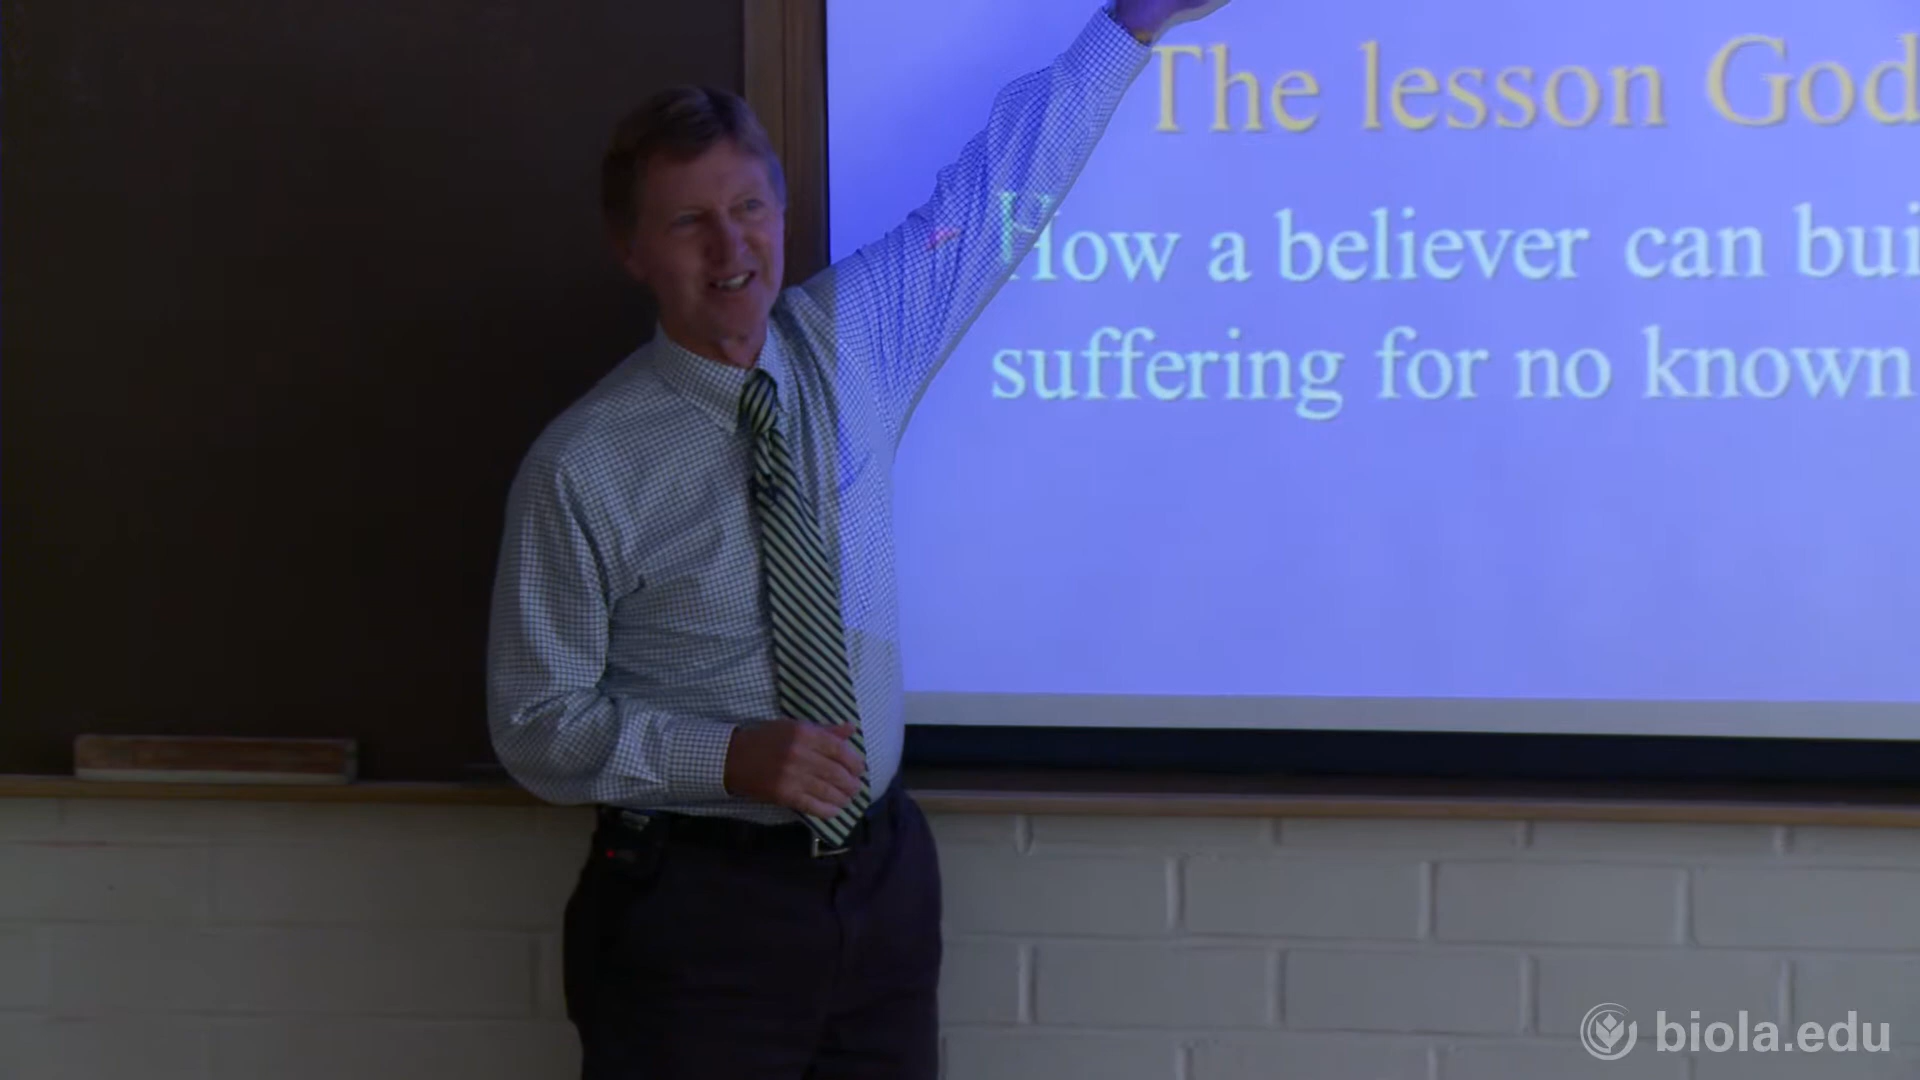 The lesson God
How a believer can bui
suffering for no known
biola.edu